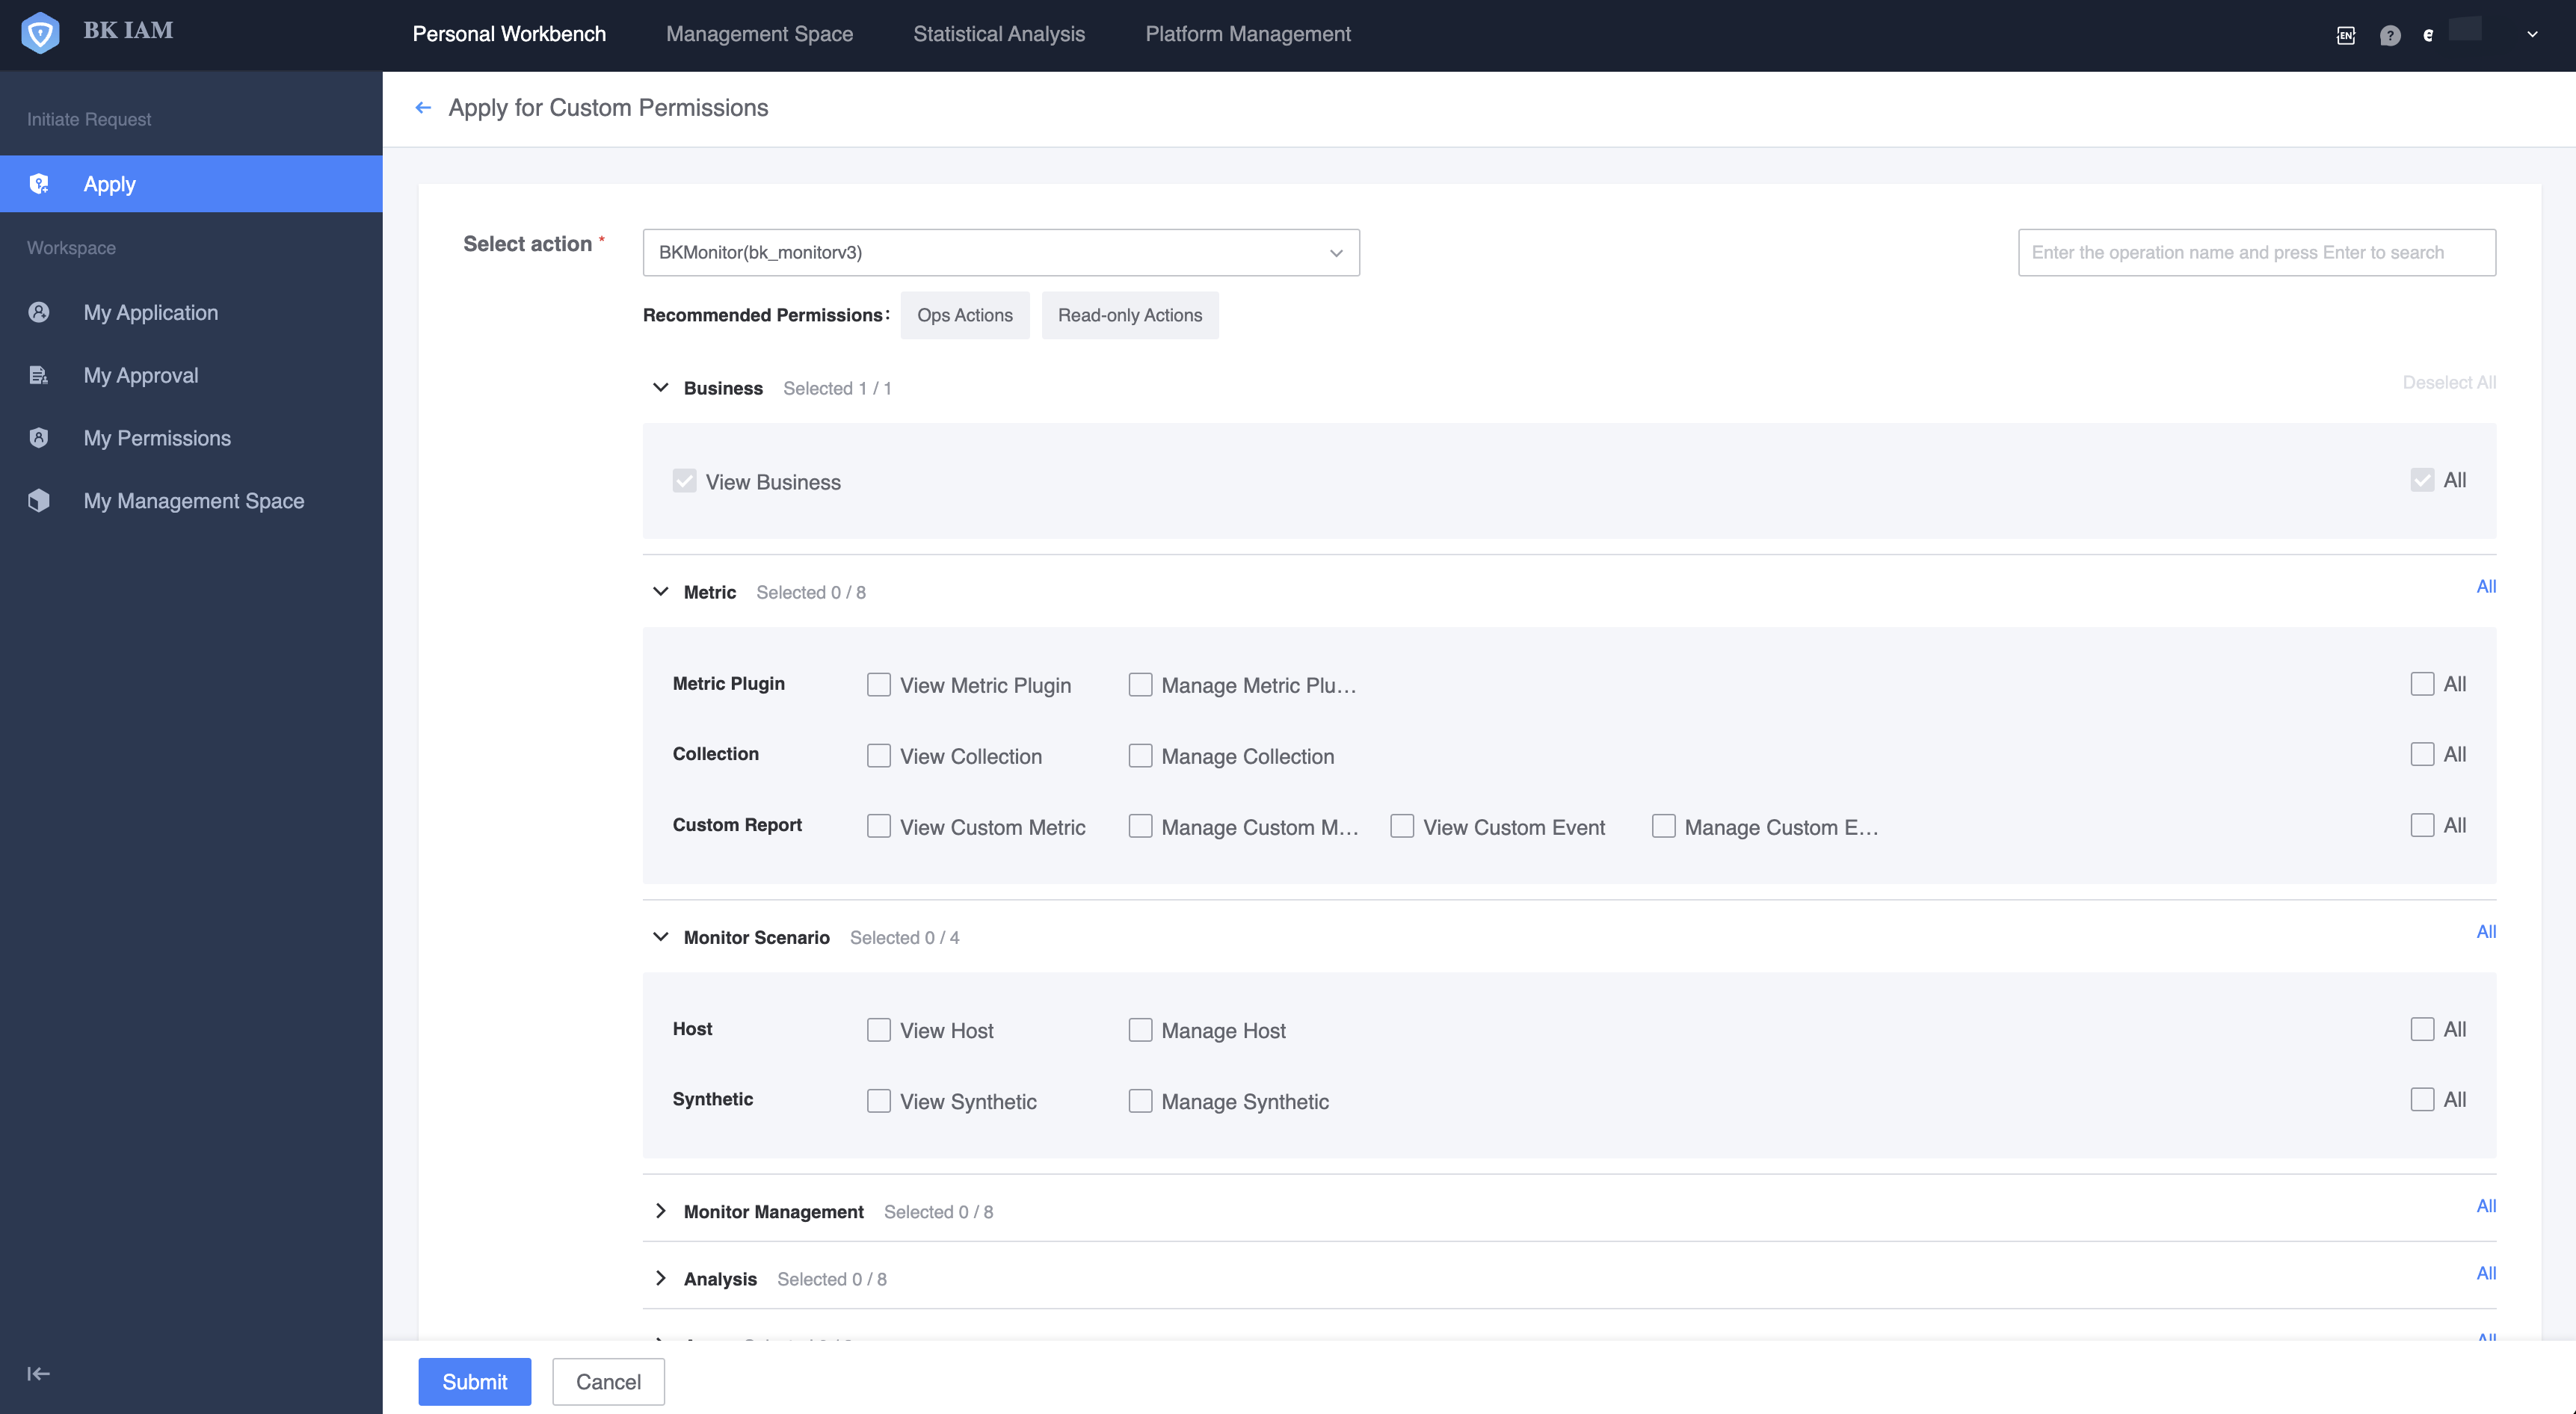 BK IAM
Personal Workbench Management Space Statistical Analysis Platform Management
EN ?
Initiate Request
Apply
Workspace
My Application
My Approval
My Permissions
My Management Space
Apply for Custom Permissions
Select action *
BKMonitor(bk_monitorv3)
Enter the operation name and press Enter to search
Recommended Permissions: Ops Actions Read-only Actions
Business Selected 1 / 1 Deselect All
View Business All
Metric Selected 0 / 8 All
Metric Plugin View Metric Plugin Manage Metric Plu... All
Collection View Collection Manage Collection All
Custom Report View Custom Metric Manage Custom M... View Custom Event Manage Custom E... All
Monitor Scenario Selected 0 / 4 All
Host View Host Manage Host All
Synthetic View Synthetic Manage Synthetic All
Monitor Management Selected 0 / 8 All
Analysis Selected 0 / 8 All
Submit Cancel